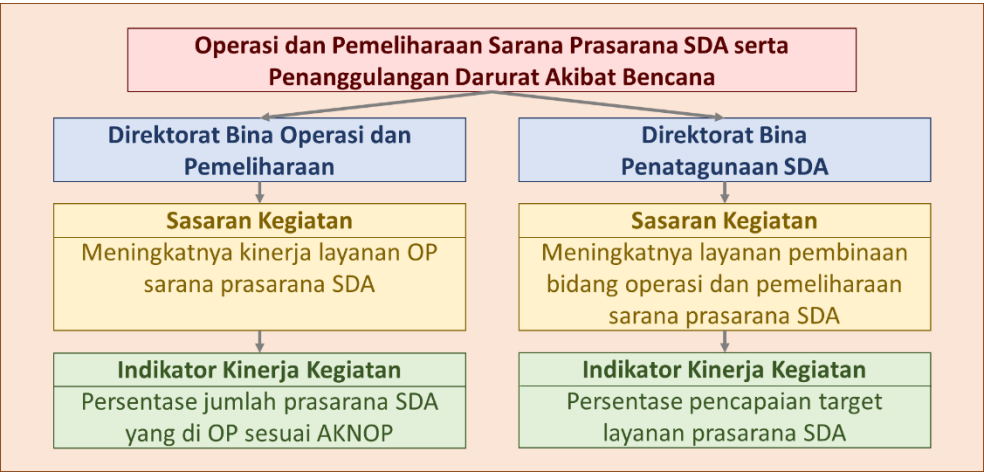 Operasi dan Pemeliharaan Sarana Prasarana SDA serta
Penanggulangan Darurat Akibat Bencana
Direktorat Bina Operasi dan
Pemeliharaan
Sasaran Kegiatan
Meningkatnya kinerja layanan OP
sarana prasarana SDA
Indikator Kinerja Kegiatan
Persentase jumlah prasarana SDA
yang di OP sesuai AKNOP
Direktorat Bina
Penatagunaan SDA
Sasaran Kegiatan
Meningkatnya layanan pembinaan
bidang operasi dan pemeliharaan
sarana prasarana SDA
Indikator Kinerja Kegiatan
Persentase pencapaian target
layanan prasarana SDA